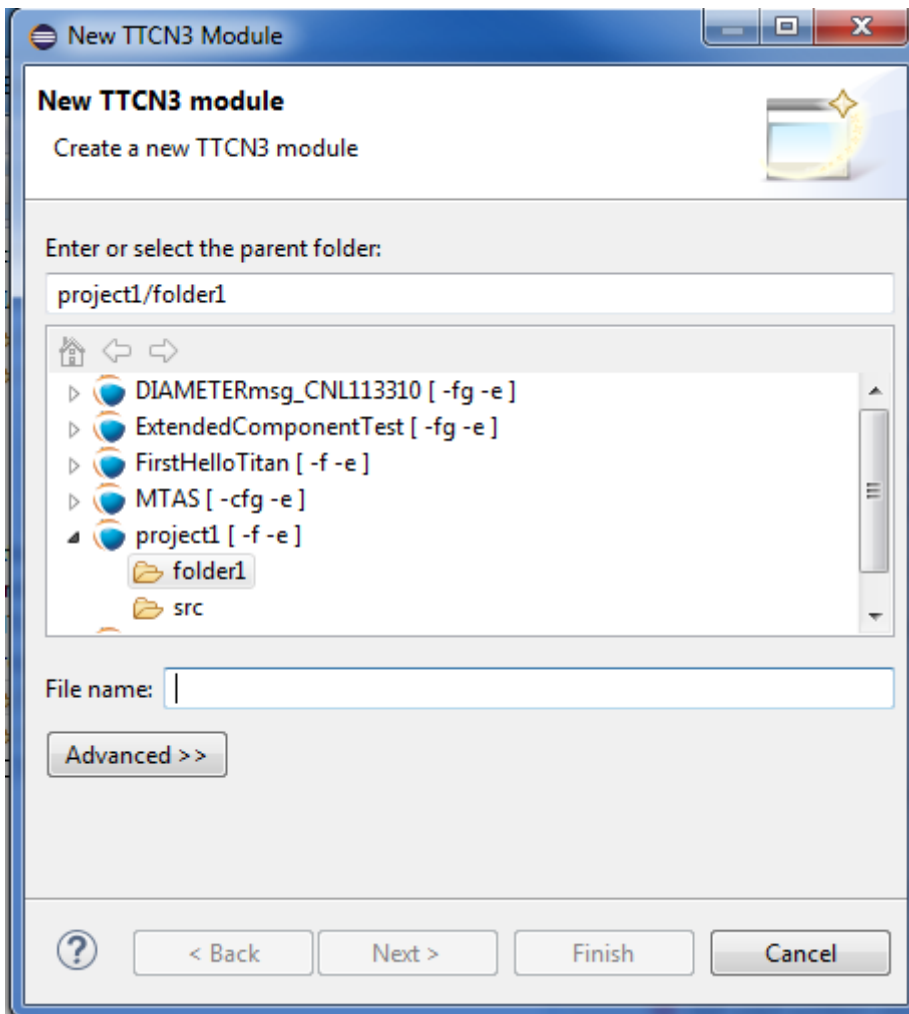 New TTCN3 Module
New TTCN3 module
Create a new TTCN3 module
Enter or select the parent folder:
project1/folder1
DIAMETERmsg_CNL113310 [ -fg -e ]
ExtendedComponentTest [ -fg -e ]
FirstHelloTitan [ -f -e ]
MTAS [ -cfg -e ]
project1 [ -f -e ]
folder1
src
File name:
Advanced >>
? < Back Next > Finish Cancel